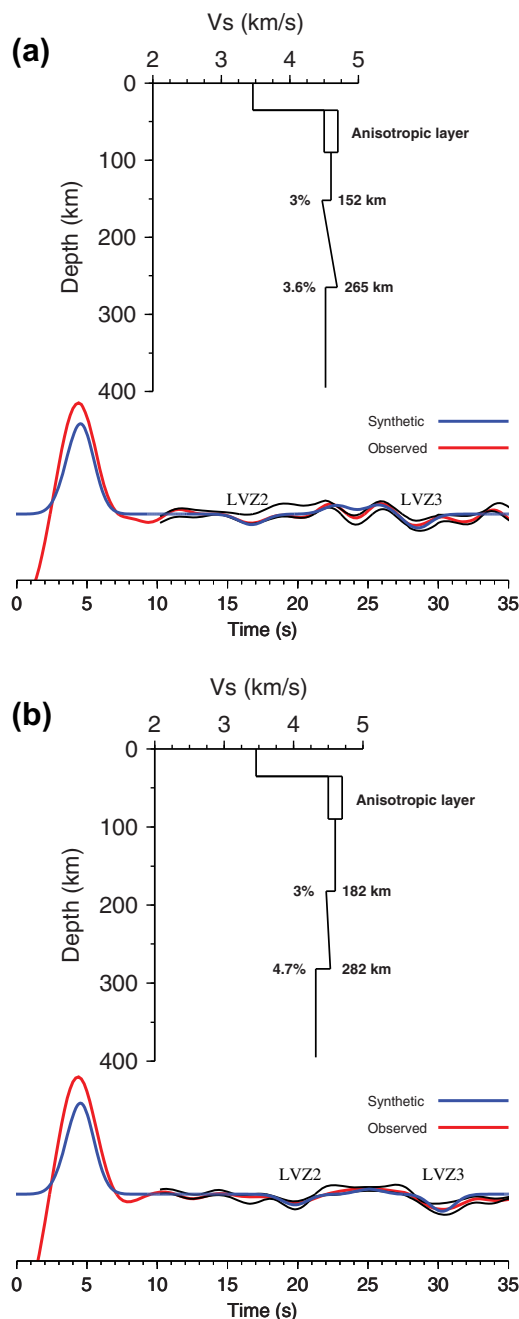 (a)
Vs (km/s)
2 3 4 5
0
100
200
300
400
Depth (km)
Anisotropic layer
3% 152 km
3.6% 265 km
Synthetic
Observed
LVZ2 LVZ3
0 5 10 15 20 25 30 35
Time (s)
(b)
Vs (km/s)
2 3 4 5
0
100
200
300
400
Depth (km)
Anisotropic layer
3% 182 km
4.7% 282 km
Synthetic
Observed
LVZ2 LVZ3
0 5 10 15 20 25 30 35
Time (s)